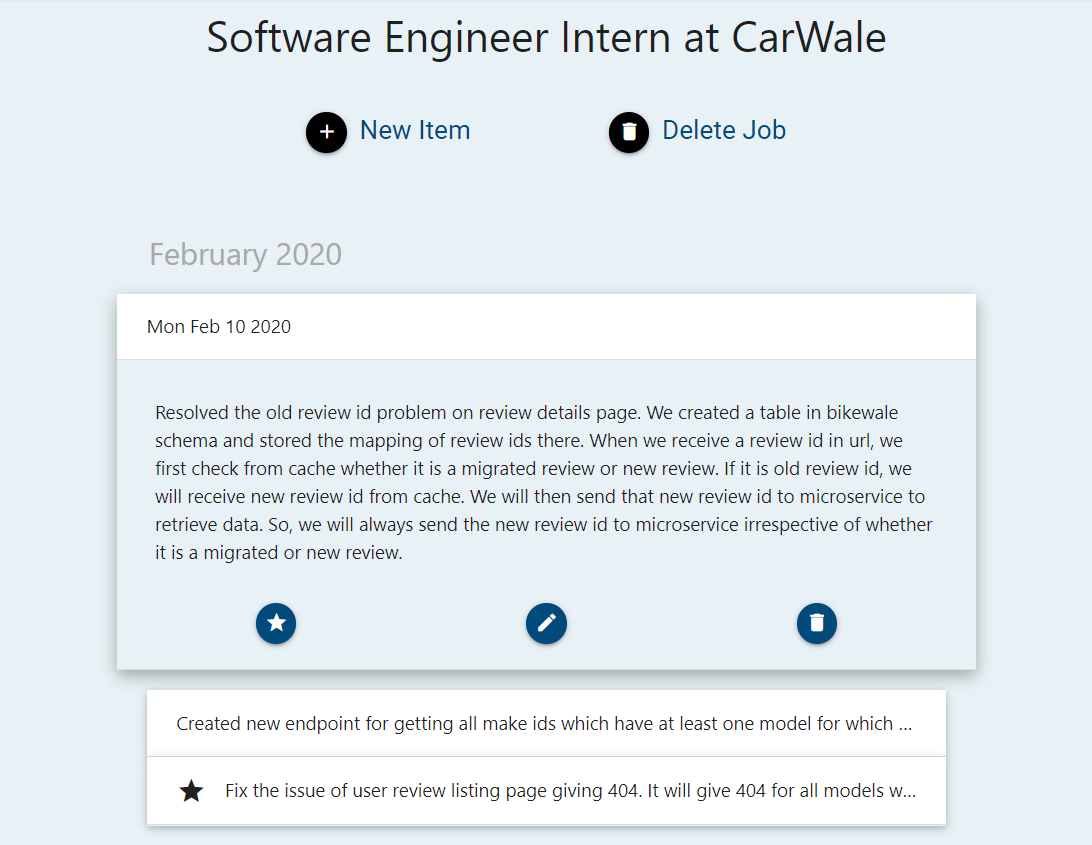 Software Engineer Intern at CarWale
New Item
Delete Job
February 2020
Mon Feb 10 2020
Resolved the old review id problem on review details page. We created a table in bikewale
schema and stored the mapping of review ids there. When we receive a review id in url, we
first check from cache whether it is a migrated review or new review. If it is old review id, we
will receive new review id from cache. We will then send that new review id to microservice to
retrieve data. So, we will always send the new review id to microservice irrespective of whether
it is a migrated or new review.
Created new endpoint for getting all make ids which have at least one model for which ...
Fix the issue of user review listing page giving 404. It will give 404 for all models w...